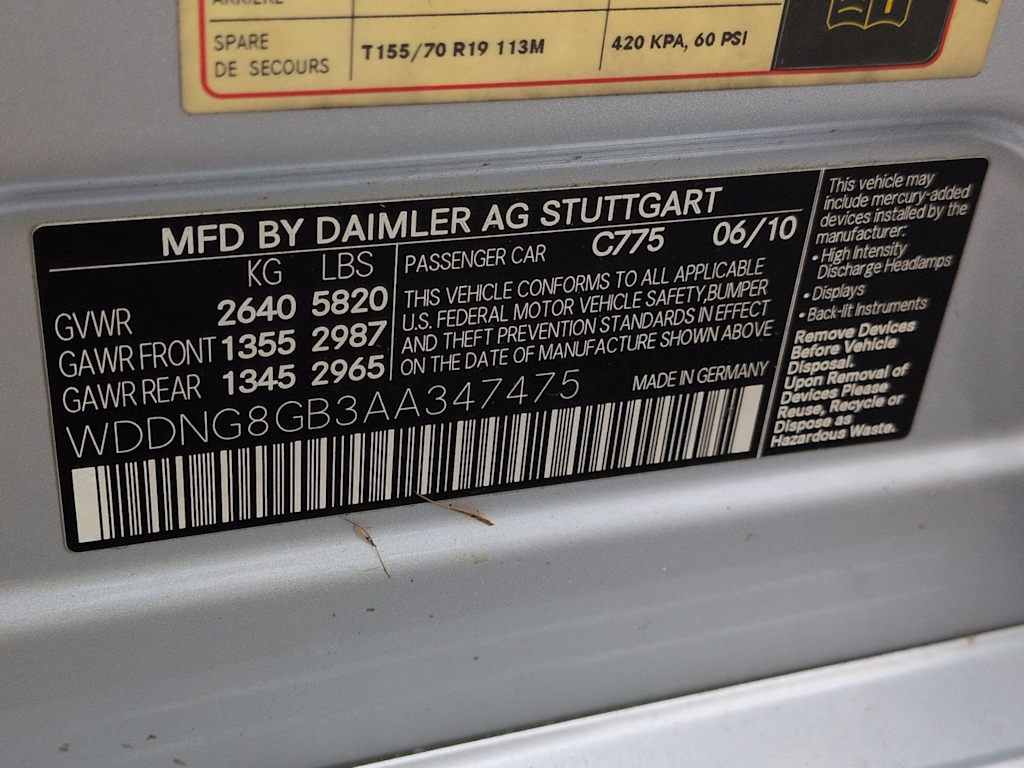 SPARE
DE SECOURS
T155/70 R19 113M
420 KPA, 60 PSI
MFD BY DAIMLER AG STUTTGART
KG LBS
GVWR 2640 5820
GAWR FRONT 1355 2987
GAWR REAR 1345 2965
PASSENGER CAR C775 06/10
THIS VEHICLE CONFORMS TO ALL APPLICABLE
U.S. FEDERAL MOTOR VEHICLE SAFETY,BUMPER
AND THEFT PREVENTION STANDARDS IN EFFECT
ON THE DATE OF MANUFACTURE SHOWN ABOVE
WDDNG8GB3AA347475
MADE IN GERMANY
This vehicle may
include mercury-added
devices installed by the
manufacturer:
• High Intensity
Discharge Headlamps
• Displays
• Back-lit Instruments
Remove Devices
Before Vehicle
Disposal.
Upon Removal of
Devices Please
Reuse, Recycle or
Dispose as
Hazardous Waste.